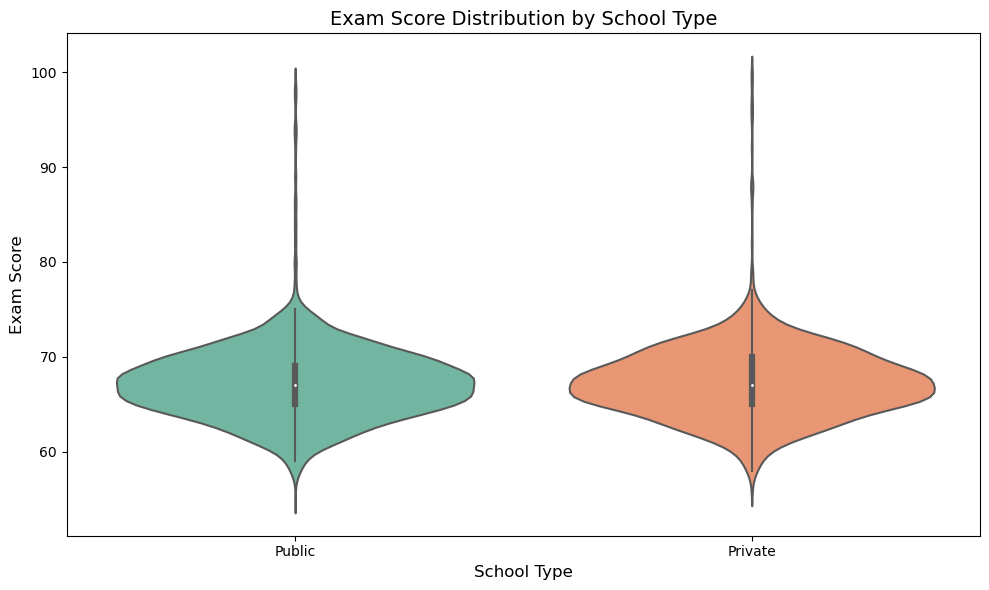 Exam Score Distribution by School Type
Exam Score
100
90
80
70
60
Public Private
School Type